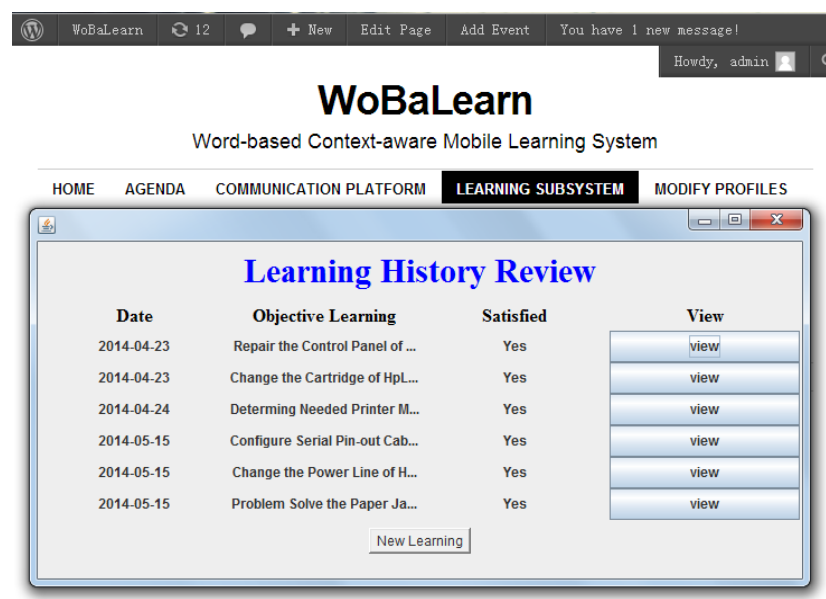 WoBaLearn 12 New Edit Page Add Event You have 1 new message!
Howdy, admin
WoBaLearn
Word-based Context-aware Mobile Learning System
HOME AGENDA COMMUNICATION PLATFORM LEARNING SUBSYSTEM MODIFY PROFILES
Learning History Review
Date Objective Learning Satisfied View
2014-04-23 Repair the Control Panel of ... Yes view
2014-04-23 Change the Cartridge of HpL... Yes view
2014-04-24 Determing Needed Printer M... Yes view
2014-05-15 Configure Serial Pin-out Cab... Yes view
2014-05-15 Change the Power Line of H... Yes view
2014-05-15 Problem Solve the Paper Ja... Yes view
New Learning